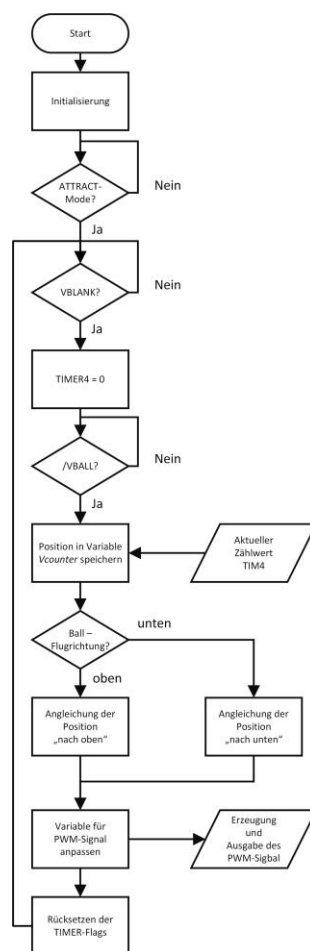 Start
Initialisierung
ATTRACT-
Mode?
Nein
Ja
VBLANK?
Nein
Ja
TIMER4 = 0
/VBALL?
Nein
Ja
Position in Variable
Vcounter speichern
Aktueller
Zählwert
TIM4
Ball –
Flugrichtung?
unten
oben
Angleichung der
Position
„nach oben“
Angleichung der
Position
„nach unten“
Variable für
PWM-Signal
anpassen
Erzeugung
und
Ausgabe des
PWM-Sigbal
Rücksetzen der
TIMER-Flags